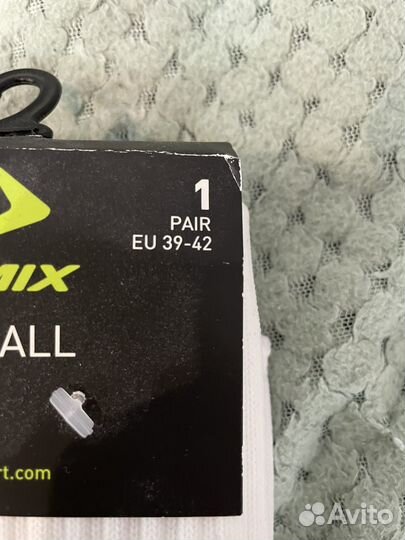 1
PAIR
EU 39-42
MIX
ALL
rt.com
Avito